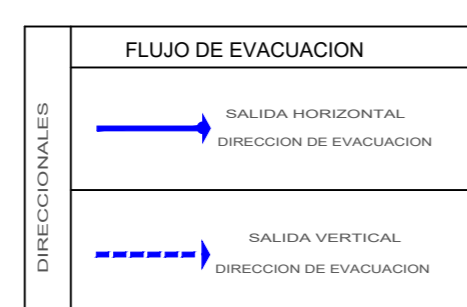 FLUJO DE EVACUACION
DIRECCIONALES
SALIDA HORIZONTAL
DIRECCION DE EVACUACION
SALIDA VERTICAL
DIRECCION DE EVACUACION